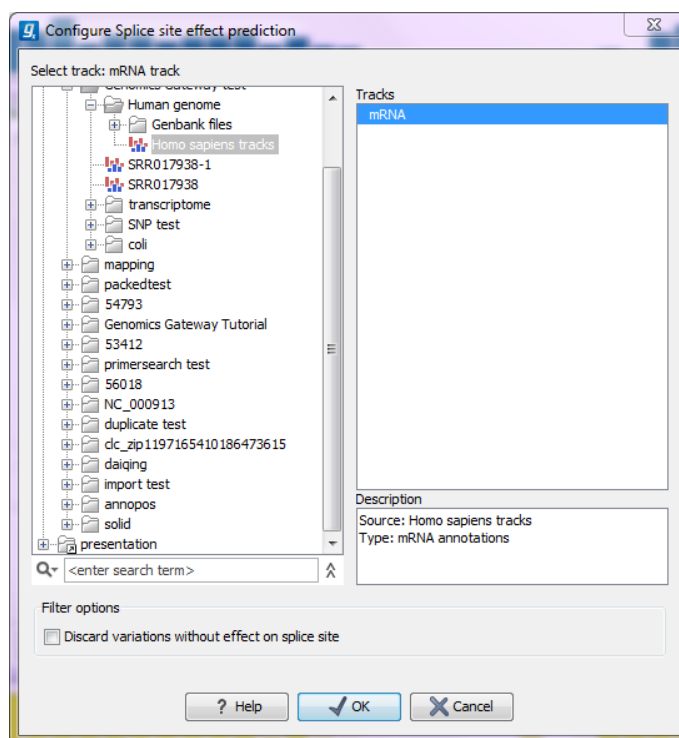 Configure Splice site effect prediction
Select track: mRNA track
Genomics Gateway test
Human genome
Genbank files
Homo sapiens tracks
SRR017938-1
SRR017938
transcriptome
SNP test
coli
mapping
packedtest
54793
Genomics Gateway Tutorial
53412
primersearch test
56018
NC_000913
duplicate test
clc_zip1197165410186473615
daiqing
import test
annopos
solid
presentation
<enter search term>
Tracks
mRNA
Description
Source: Homo sapiens tracks
Type: mRNA annotations
Filter options
Discard variations without effect on splice site
? Help
OK
Cancel